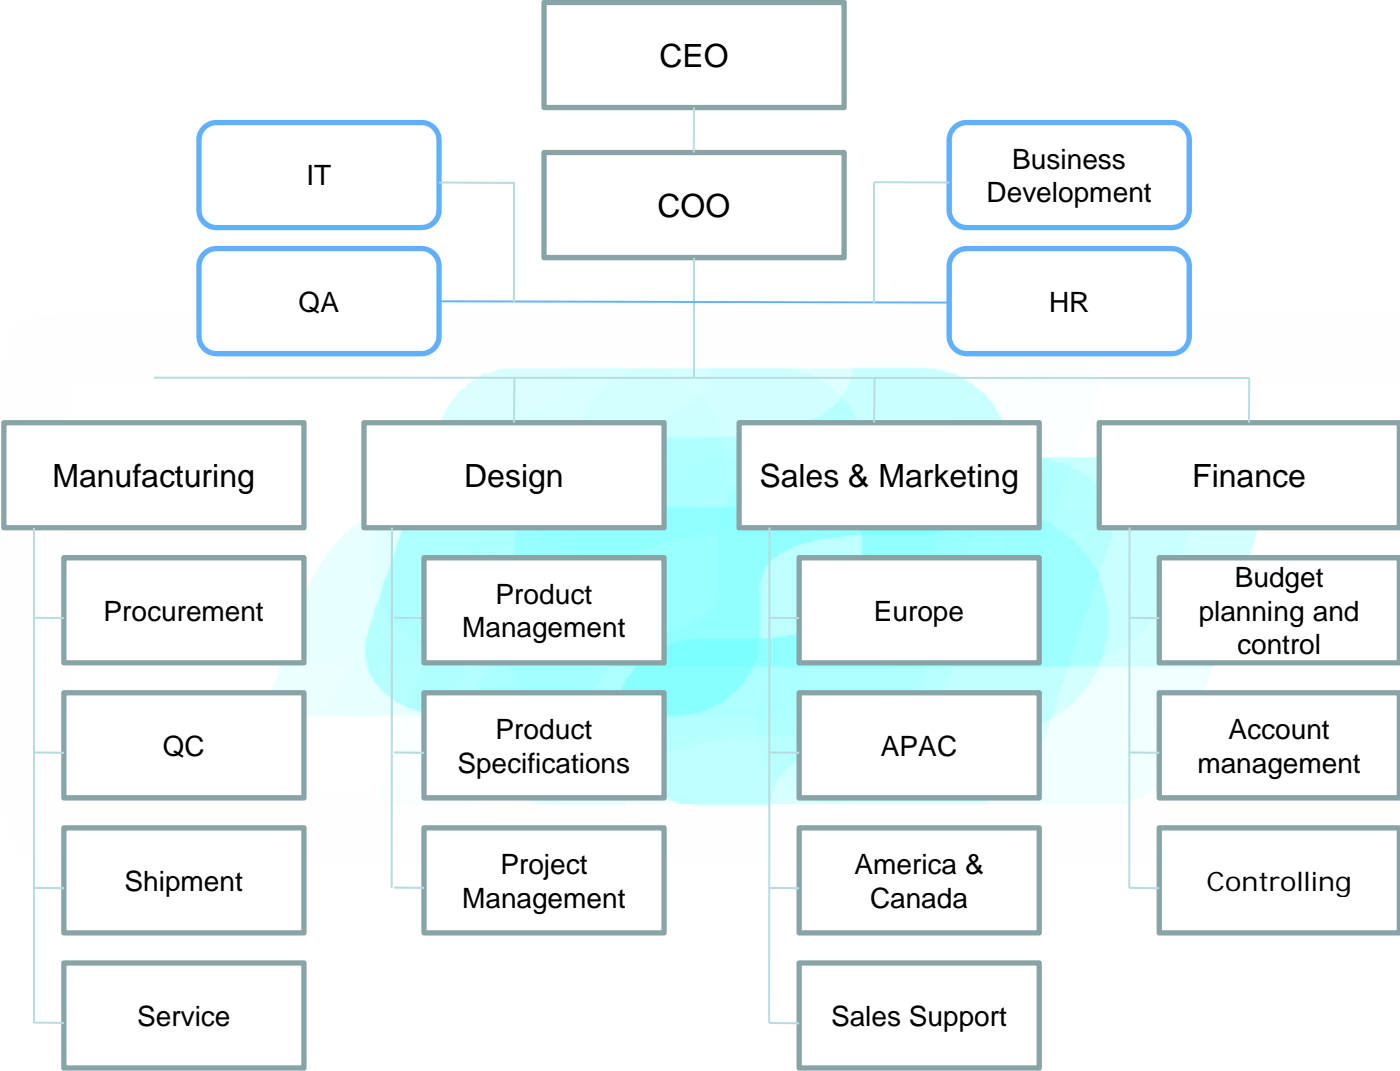 CEO
IT
Business
Development
COO
QA
HR
Manufacturing
Design
Sales & Marketing
Finance
Procurement
Product
Management
Europe
Budget
planning and
control
QC
Product
Specifications
APAC
Account
management
Shipment
Project
Management
America &
Canada
Controlling
Service
Sales Support